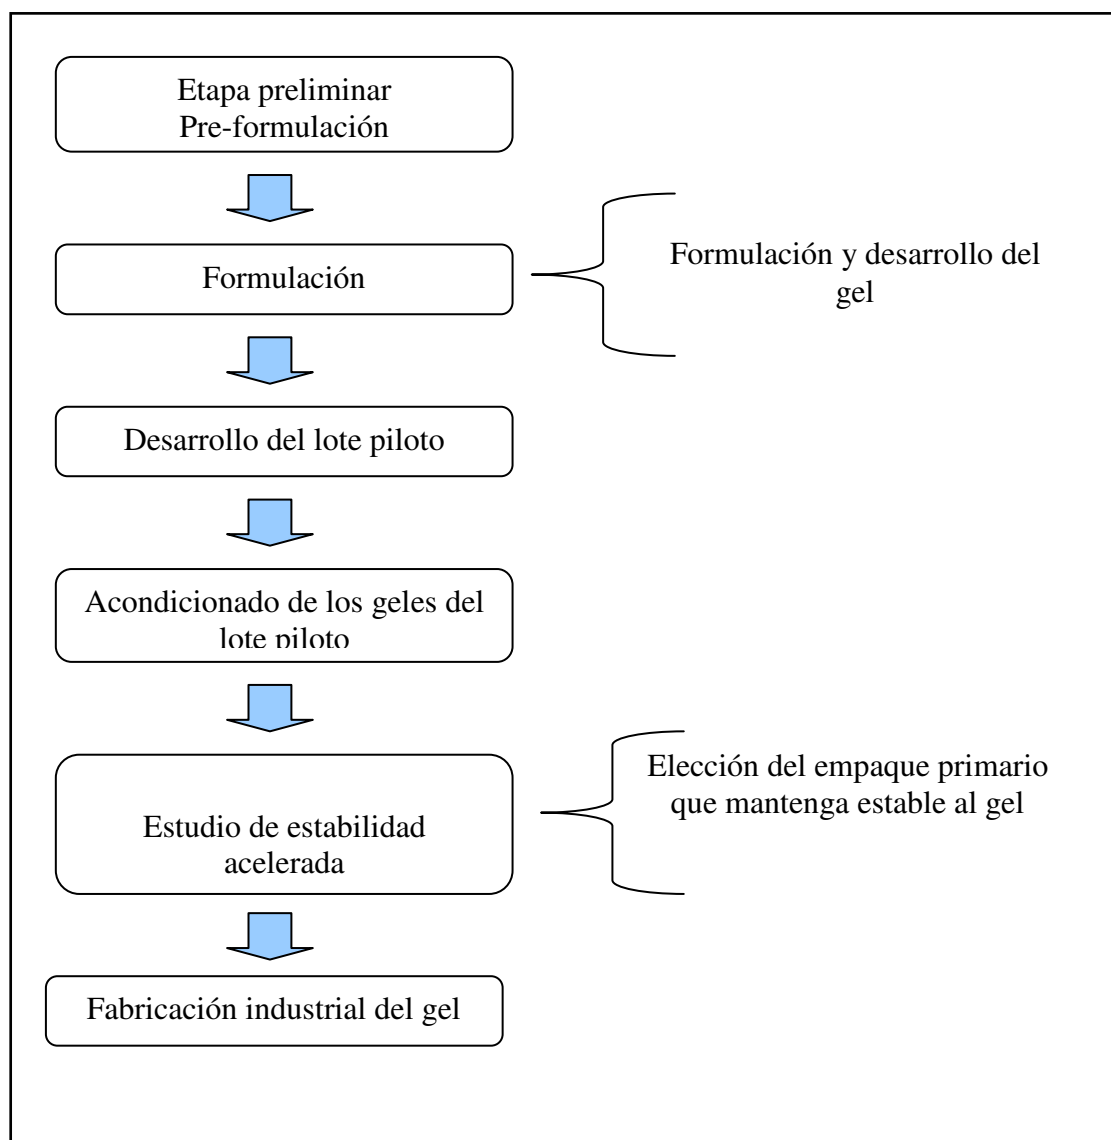 Etapa preliminar
Pre-formulación
Formulación
Formulación y desarrollo del
gel
Desarrollo del lote piloto
Acondicionado de los geles del
lote piloto
Estudio de estabilidad
acelerada
Elección del empaque primario
que mantenga estable al gel
Fabricación industrial del gel